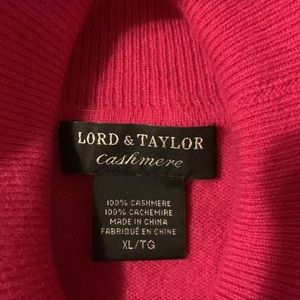 LORD & TAYLOR
cashmere
100% CASHMERE
100% CACHEMIRE
MADE IN CHINA
FABRIQUÉ EN CHINE
XL/TG